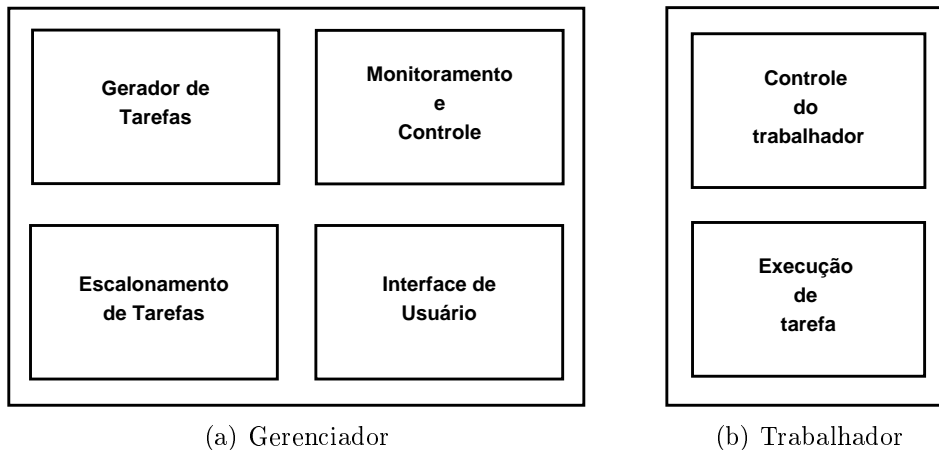 Gerador de
Tarefas
Monitoramento
e
Controle
Escalonamento
de Tarefas
Interface de
Usuário
(a) Gerenciador
Controle
do
trabalhador
Execução
de
tarefa
(b) Trabalhador